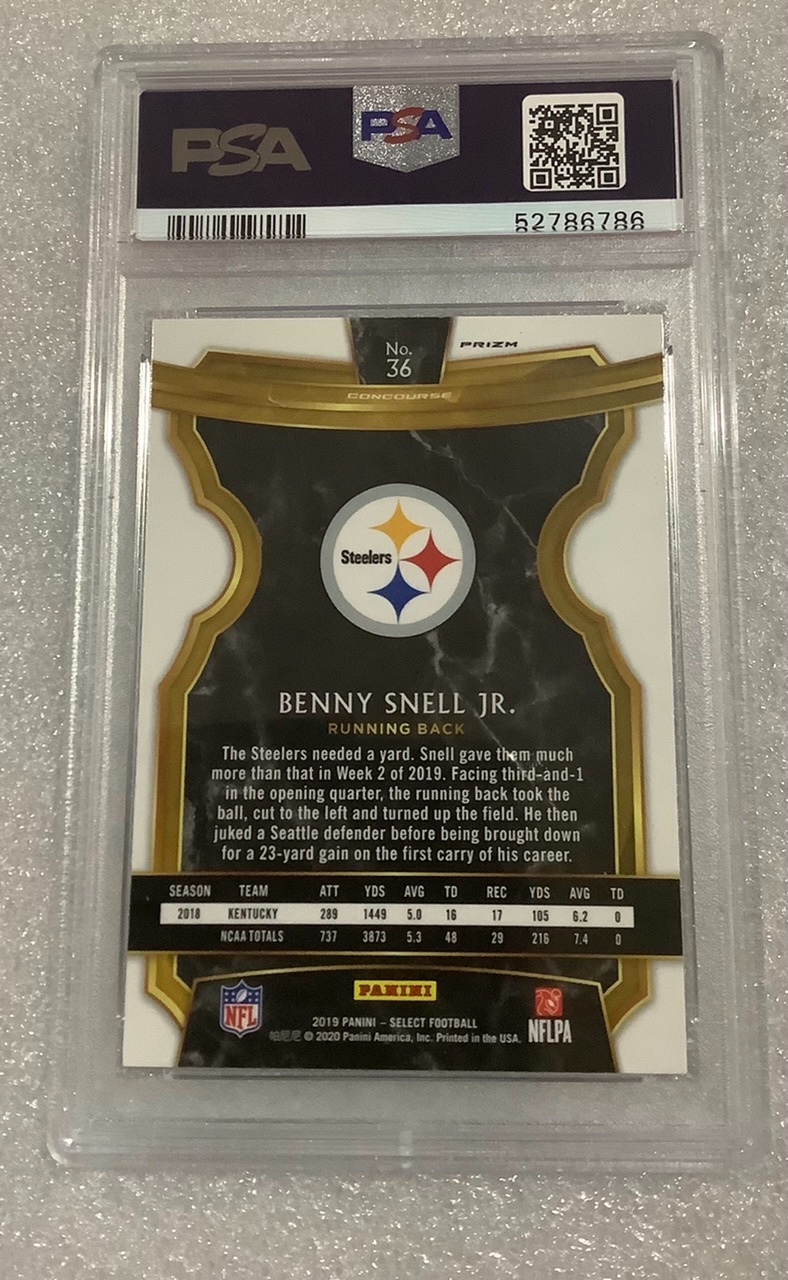 PSA
PSA
52786786
No.
36
PRIZM
CONCOURSE
Steelers
BENNY SNELL JR.
RUNNING BACK
The Steelers needed a yard. Snell gave them much
more than that in Week 2 of 2019. Facing third-and-1
in the opening quarter, the running back took the
ball, cut to the left and turned up the field. He then
juked a Seattle defender before being brought down
for a 23-yard gain on the first carry of his career.
SEASON TEAM ATT YDS AVG TD REC YDS AVG TD
2018 KENTUCKY 289 1449 5.0 16 17 105 6.2 0
NCAA TOTALS 737 3873 5.3 48 29 216 7.4 0
NFL
PANINI
2019 PANINI – SELECT FOOTBALL
帕尼尼 © 2020 Panini America, Inc. Printed in the USA.
NFLPA